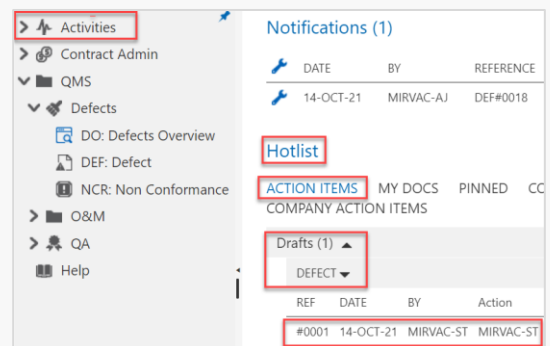 Activities
Contract Admin
QMS
Defects
DO: Defects Overview
DEF: Defect
NCR: Non Conformance
O&M
QA
Help
Notifications (1)
DATE BY REFERENCE
14-OCT-21 MIRVAC-AJ DEF#0018
Hotlist
ACTION ITEMS MY DOCS PINNED
COMPANY ACTION ITEMS
Drafts (1)
DEFECT
REF DATE BY Action
#0001 14-OCT-21 MIRVAC-ST MIRVAC-ST